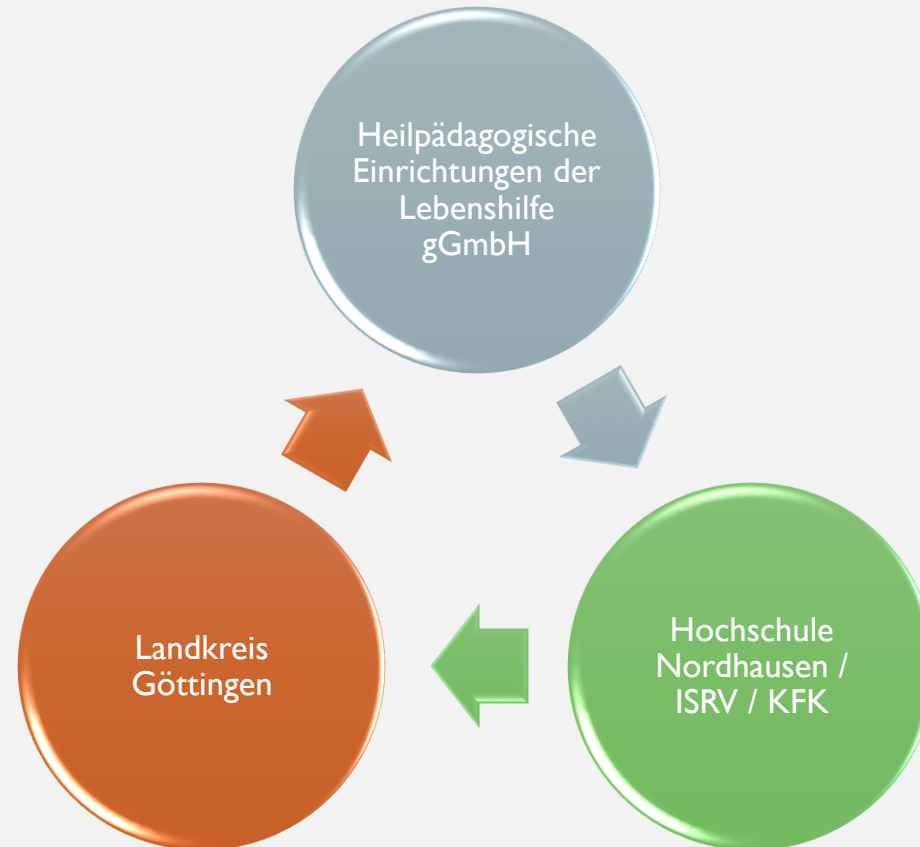 Heilpädagogische
Einrichtungen der
Lebenshilfe
gGmbH
Landkreis
Göttingen
Hochschule
Nordhausen /
ISRV / KFK